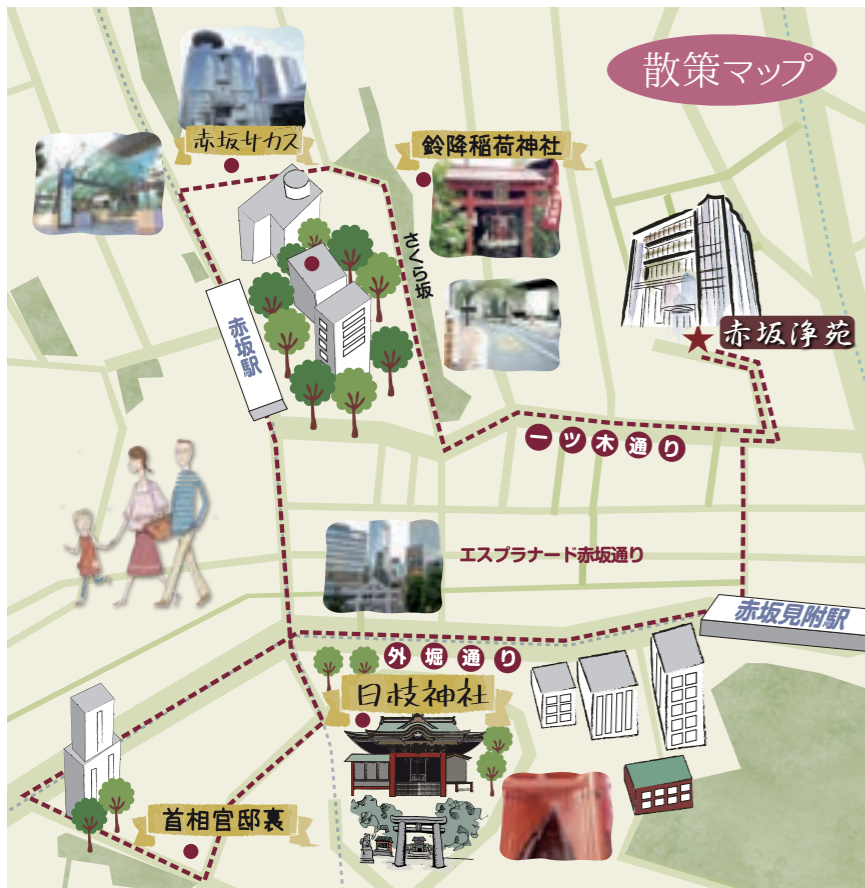 散策マップ
赤坂サカス
鈴降稲荷神社
さくら坂
赤坂浄苑
赤坂駅
一ツ木通り
エスプラナード赤坂通り
赤坂見附駅
外堀通り
日枝神社
首相官邸裏